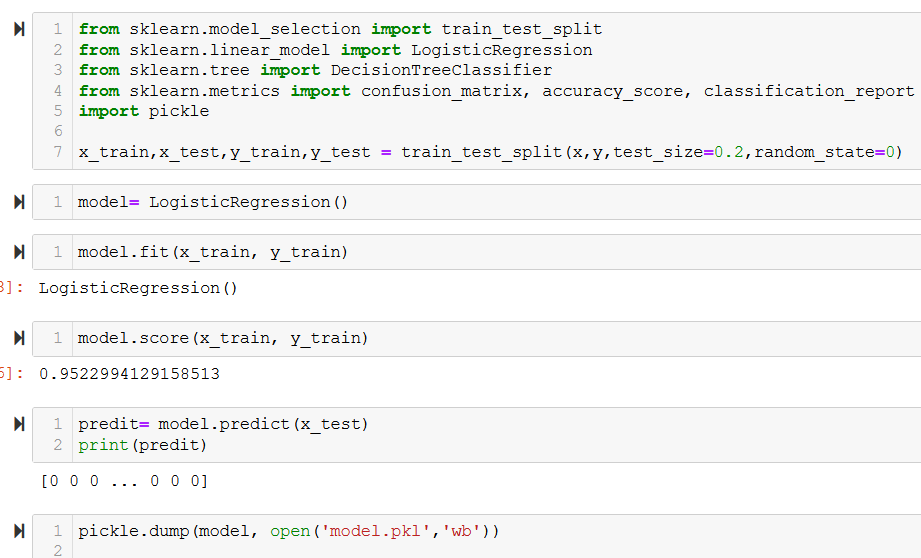 1 from sklearn.model_selection import train_test_split
2 from sklearn.linear_model import LogisticRegression
3 from sklearn.tree import DecisionTreeClassifier
4 from sklearn.metrics import confusion_matrix, accuracy_score, classification_report
5 import pickle
6
7 x_train,x_test,y_train,y_test = train_test_split(x,y,test_size=0.2,random_state=0)
1 model= LogisticRegression()
1 model.fit(x_train, y_train)
]: LogisticRegression()
1 model.score(x_train, y_train)
]: 0.9522994129158513
1 predit= model.predict(x_test)
2 print(predit)
[0 0 0 ... 0 0 0]
1 pickle.dump(model, open('model.pkl','wb'))
2